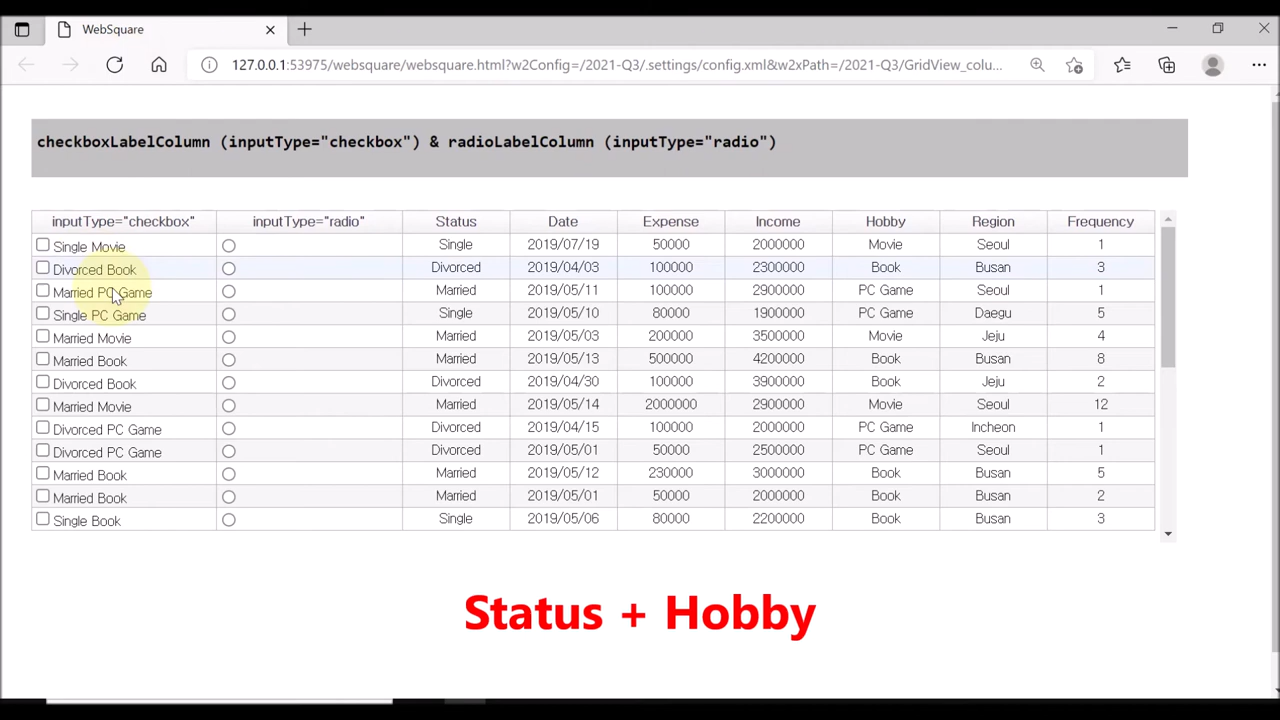 WebSquare
127.0.0.1:53975/websquare/websquare.html?w2Config=/2021-Q3/.settings/config.xml&w2xPath=/2021-Q3/GridView_colu...
checkboxLabelColumn (inputType="checkbox") & radioLabelColumn (inputType="radio")
inputType="checkbox" inputType="radio" Status Date Expense Income Hobby Region Frequency
Single Movie Single 2019/07/19 50000 2000000 Movie Seoul 1
Divorced Book Divorced 2019/04/03 100000 2300000 Book Busan 3
Married PC Game Married 2019/05/11 100000 2900000 PC Game Seoul 1
Single PC Game Single 2019/05/10 80000 1900000 PC Game Daegu 5
Married Movie Married 2019/05/03 200000 3500000 Movie Jeju 4
Married Book Married 2019/05/13 500000 4200000 Book Busan 8
Divorced Book Divorced 2019/04/30 100000 3900000 Book Jeju 2
Married Movie Married 2019/05/14 2000000 2900000 Movie Seoul 12
Divorced PC Game Divorced 2019/04/15 100000 2000000 PC Game Incheon 1
Divorced PC Game Divorced 2019/05/01 50000 2500000 PC Game Seoul 1
Married Book Married 2019/05/12 230000 3000000 Book Busan 5
Married Book Married 2019/05/01 50000 2000000 Book Busan 2
Single Book Single 2019/05/06 80000 2200000 Book Busan 3
Status + Hobby